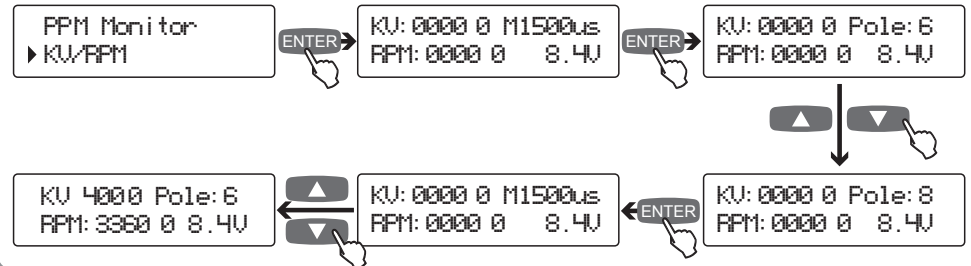 PPM Monitor
KV/RPM
ENTER
KV: 0000 0 M1500us
RPM: 0000 0 8.4V
ENTER
KV: 0000 0 Pole: 6
RPM: 0000 0 8.4V
KV: 0000 0 Pole: 8
RPM: 0000 0 8.4V
ENTER
KV: 0000 0 M1500us
RPM: 0000 0 8.4V
KV 4000 Pole: 6
RPM: 3360 0 8.4V